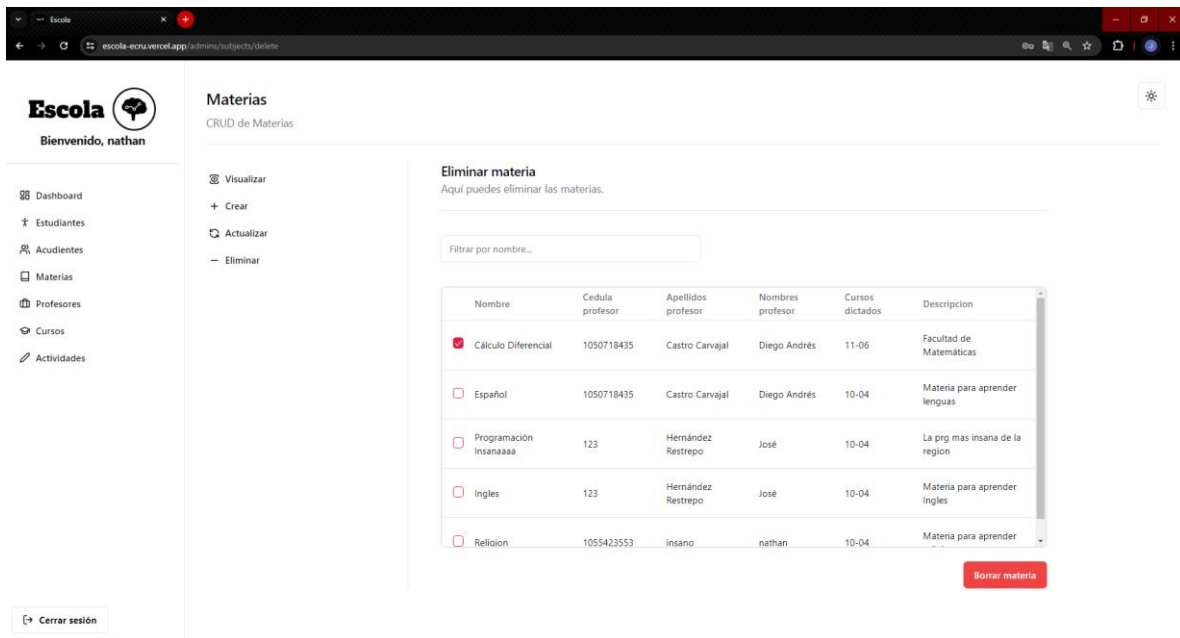 Escola
escola-ecru.vercel.app/admins/subjects/delete
Escola
Bienvenido, nathan
Dashboard
Estudiantes
Acudientes
Materias
Profesores
Cursos
Actividades
Cerrar sesión
Materias
CRUD de Materias
Visualizar
Crear
Actualizar
Eliminar
Eliminar materia
Aquí puedes eliminar las materias.
Filtrar por nombre...
Nombre Cedula profesor Apellidos profesor Nombres profesor Cursos dictados Descripcion
Cálculo Diferencial 1050718435 Castro Carvajal Diego Andrés 11-06 Facultad de Matemáticas
Español 1050718435 Castro Carvajal Diego Andrés 10-04 Materia para aprender lenguas
Programación Insanaaaa 123 Hernández Restrepo José 10-04 La prg mas insana de la region
Ingles 123 Hernández Restrepo José 10-04 Materia para aprender Ingles
Religion 1055423553 insano nathan 10-04 Materia para aprender
Borrar materia